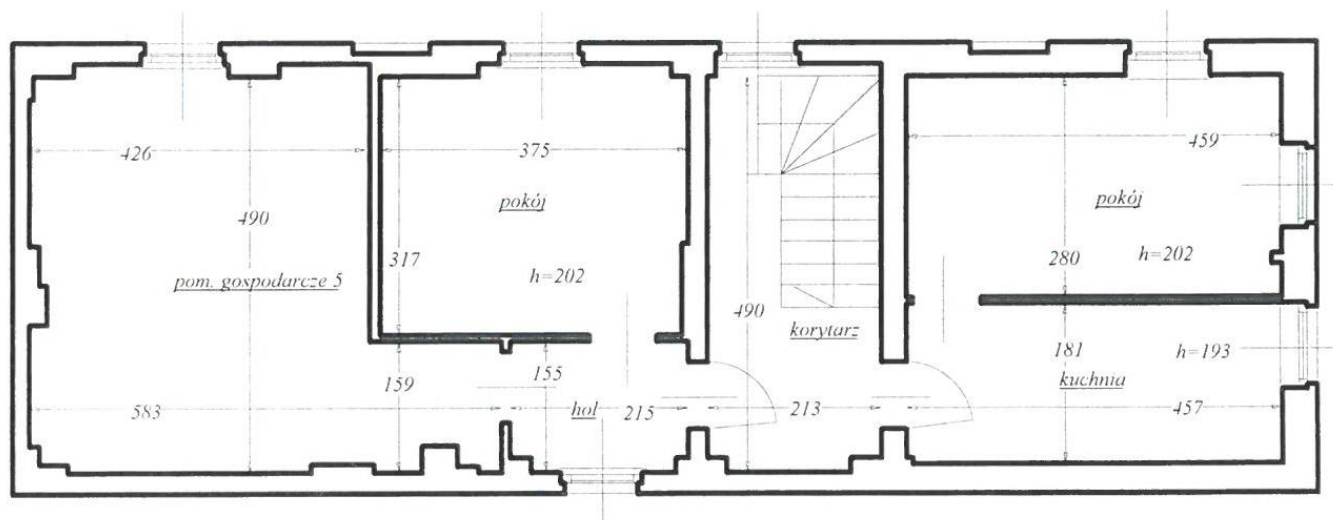 426
375
459
490
pokój
pokój
317
h=202
280
h=202
pom. gospodarcze 5
490
korytarz
159
155
181
h=193
kuchnia
583
hol
215
213
457